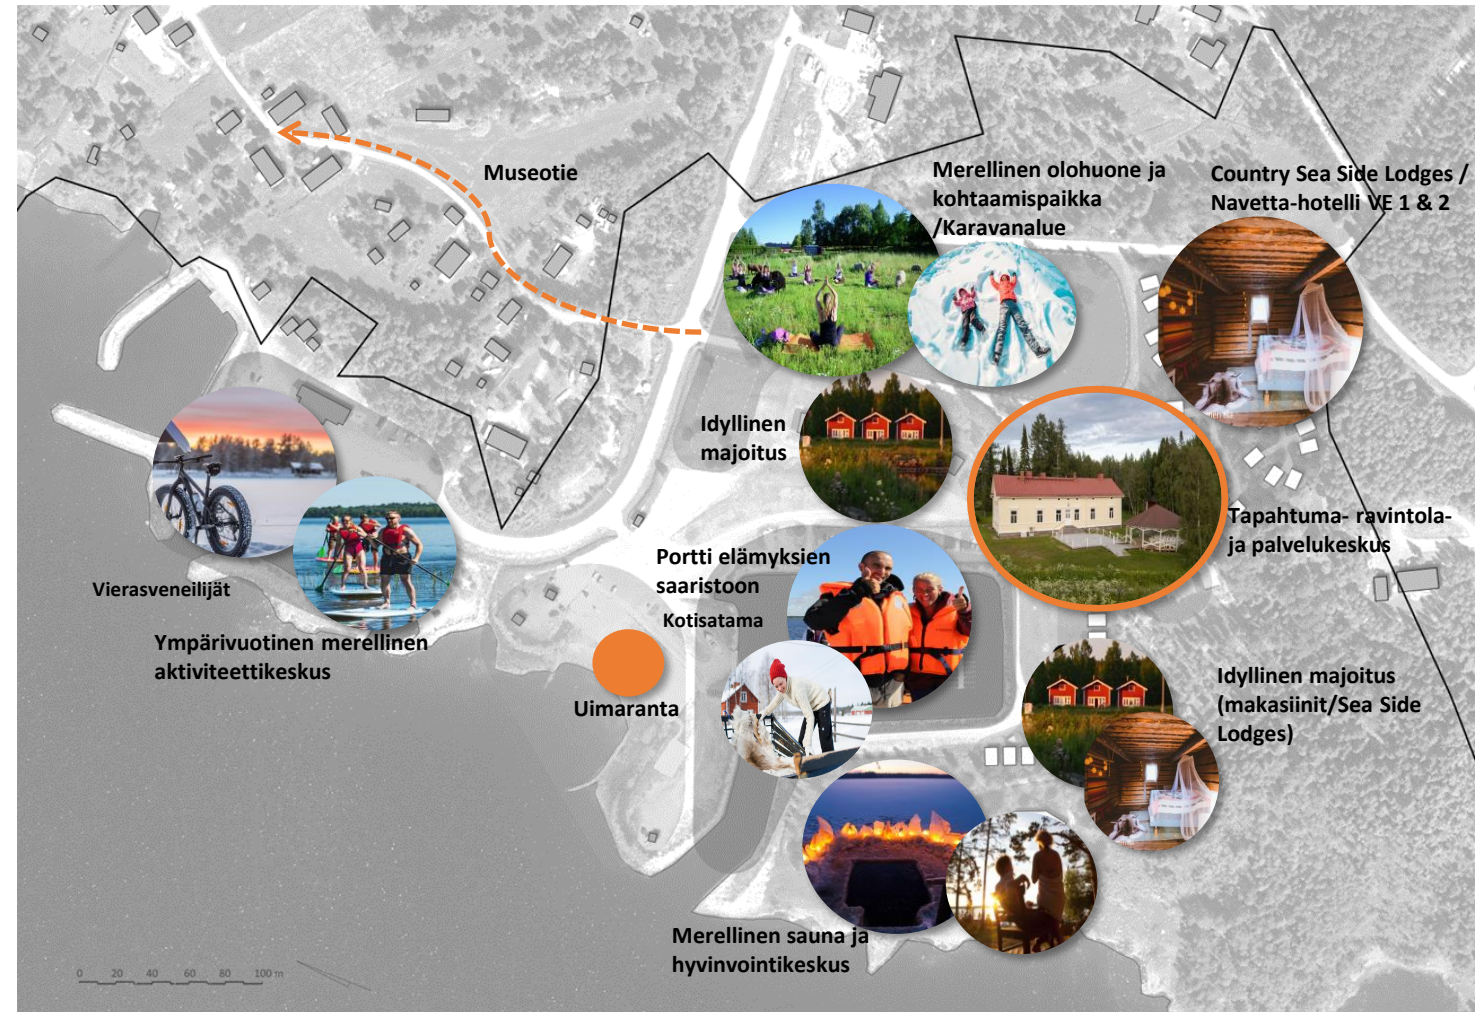 Museotie
Merellinen olohuone ja
kohtaamispaikka
/Karavanalue
Country Sea Side Lodges /
Navetta-hotelli VE 1 & 2
Idyllinen
majoitus
Tapahtuma- ravintola-
ja palvelukeskus
Portti elämyksien
saaristoon
Kotisatama
Vierasveneilijät
Ympärivuotinen merellinen
aktiviteettikeskus
Uimaranta
Idyllinen majoitus
(makasiinit/Sea Side
Lodges)
Merellinen sauna ja
hyvinvointikeskus
0 20 40 60 80 100 m